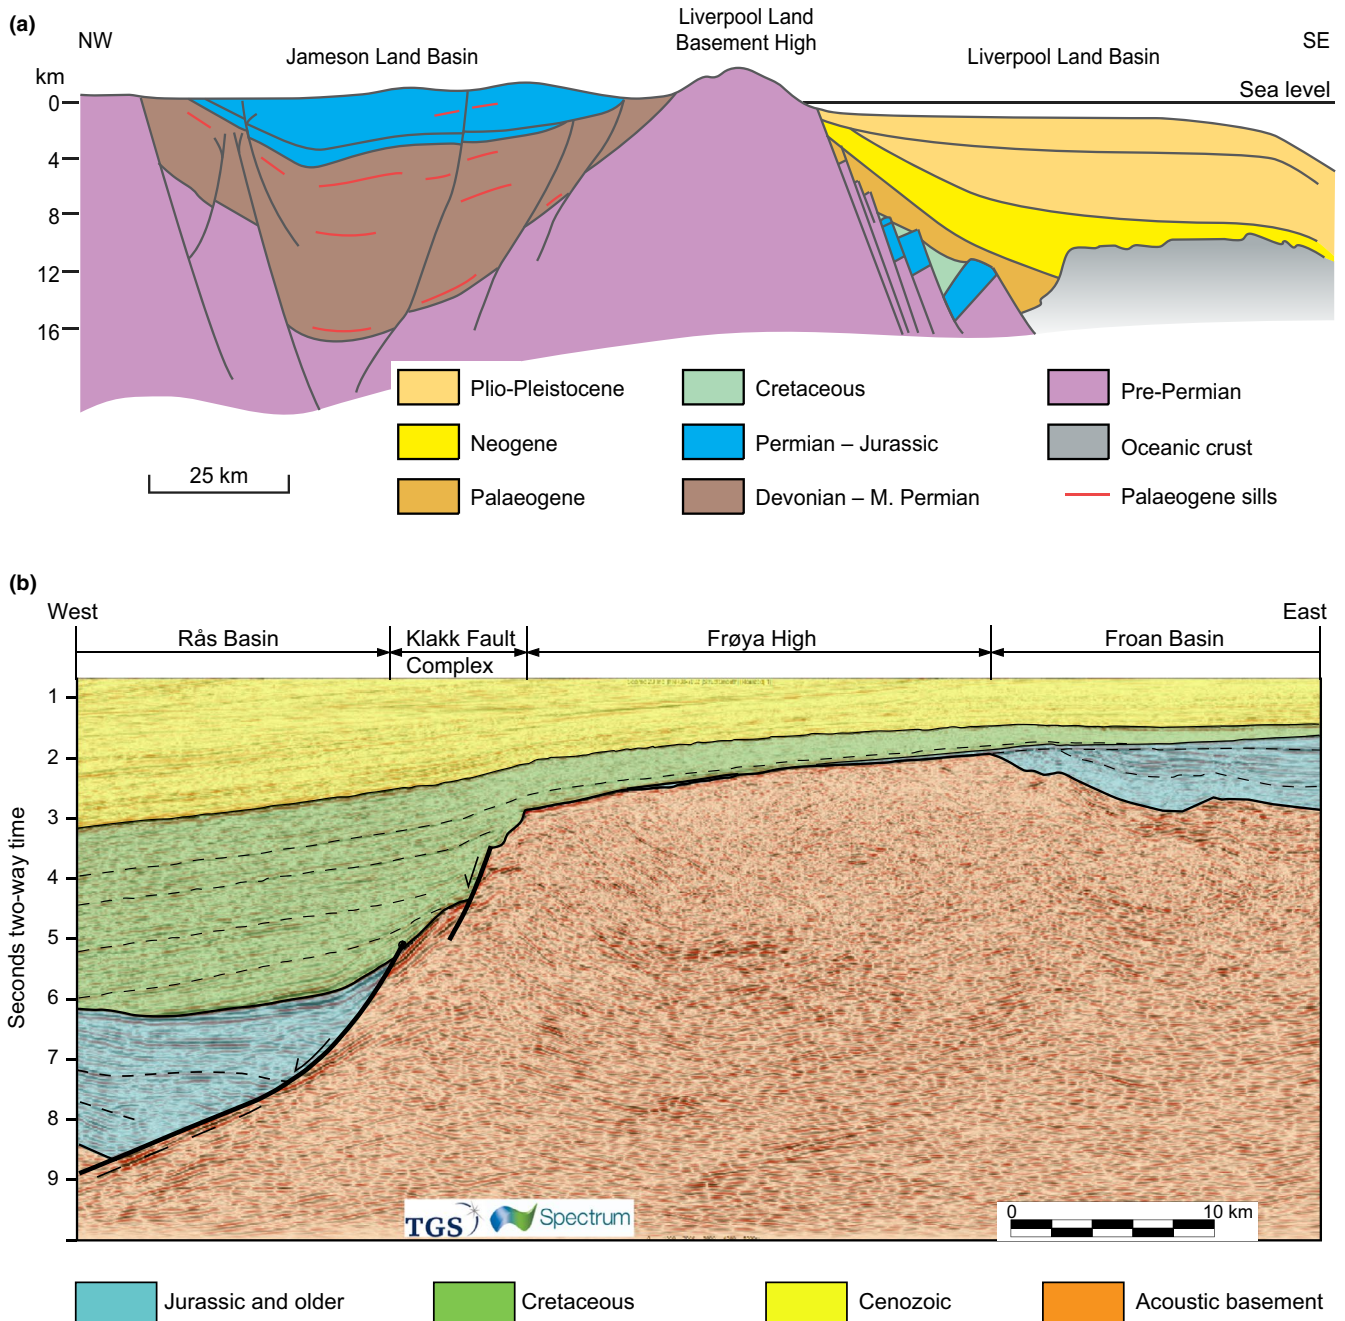 (a)
NW
Jameson Land Basin
Liverpool Land
Basement High
Liverpool Land Basin
SE
km
Sea level
0
4
8
12
16
25 km
Plio-Pleistocene
Neogene
Palaeogene
Cretaceous
Permian – Jurassic
Devonian – M. Permian
Pre-Permian
Oceanic crust
Palaeogene sills
(b)
West
East
Rås Basin
Klakk Fault
Complex
Frøya High
Froan Basin
Seconds two-way time
1
2
3
4
5
6
7
8
9
TGS
Spectrum
0
10 km
Jurassic and older
Cretaceous
Cenozoic
Acoustic basement